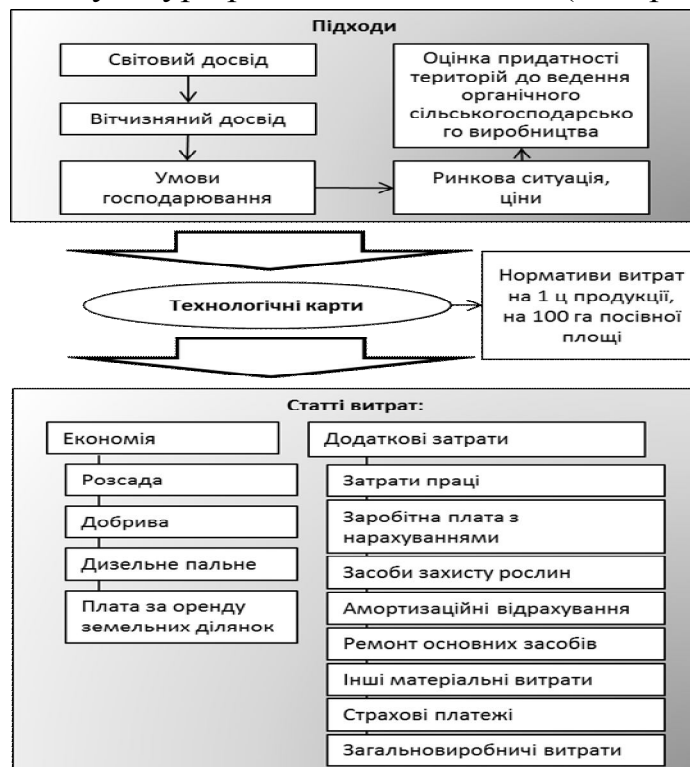 Підходи
Світовий досвід
Вітчизняний досвід
Умови
господарювання
Оцінка придатності
територій до ведення
органічного
сільськогосподарсько
го виробництва
Ринкова ситуація,
ціни
Технологічні карти
Нормативи витрат
на 1 ц продукції,
на 100 га посівної
площі
Статті витрат:
Економія
Розсада
Добрива
Дизельне пальне
Плата за оренду
земельних ділянок
Додаткові затрати
Затрати праці
Заробітна плата з
нарахуваннями
Засоби захисту рослин
Амортизаційні відрахування
Ремонт основних засобів
Інші матеріальні витрати
Страхові платежі
Загальновиробничі витрати